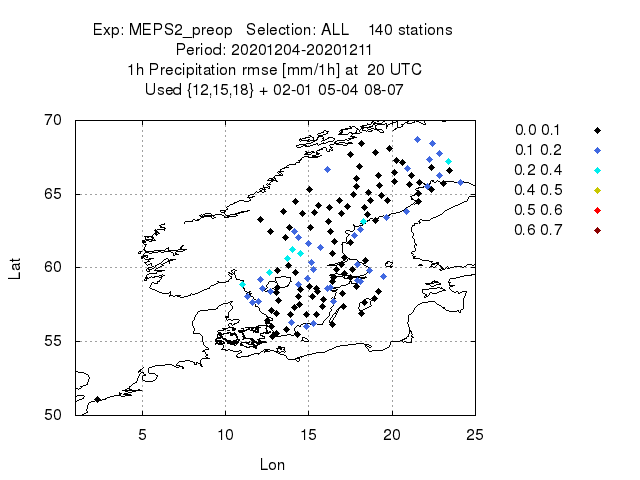 Exp: MEPS2_preop Selection: ALL 140 stations
Period: 20201204-20201211
1h Precipitation rmse [mm/1h] at 20 UTC
Used {12,15,18} + 02-01 05-04 08-07
70
65
60
55
50
5 10 15 20 25
Lat
Lon
0.0 0.1
0.1 0.2
0.2 0.4
0.4 0.5
0.5 0.6
0.6 0.7